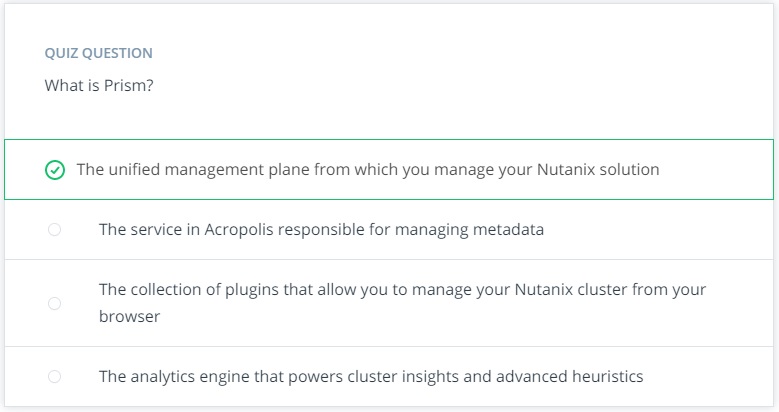 QUIZ QUESTION
What is Prism?
The unified management plane from which you manage your Nutanix solution
The service in Acropolis responsible for managing metadata
The collection of plugins that allow you to manage your Nutanix cluster from your
browser
The analytics engine that powers cluster insights and advanced heuristics